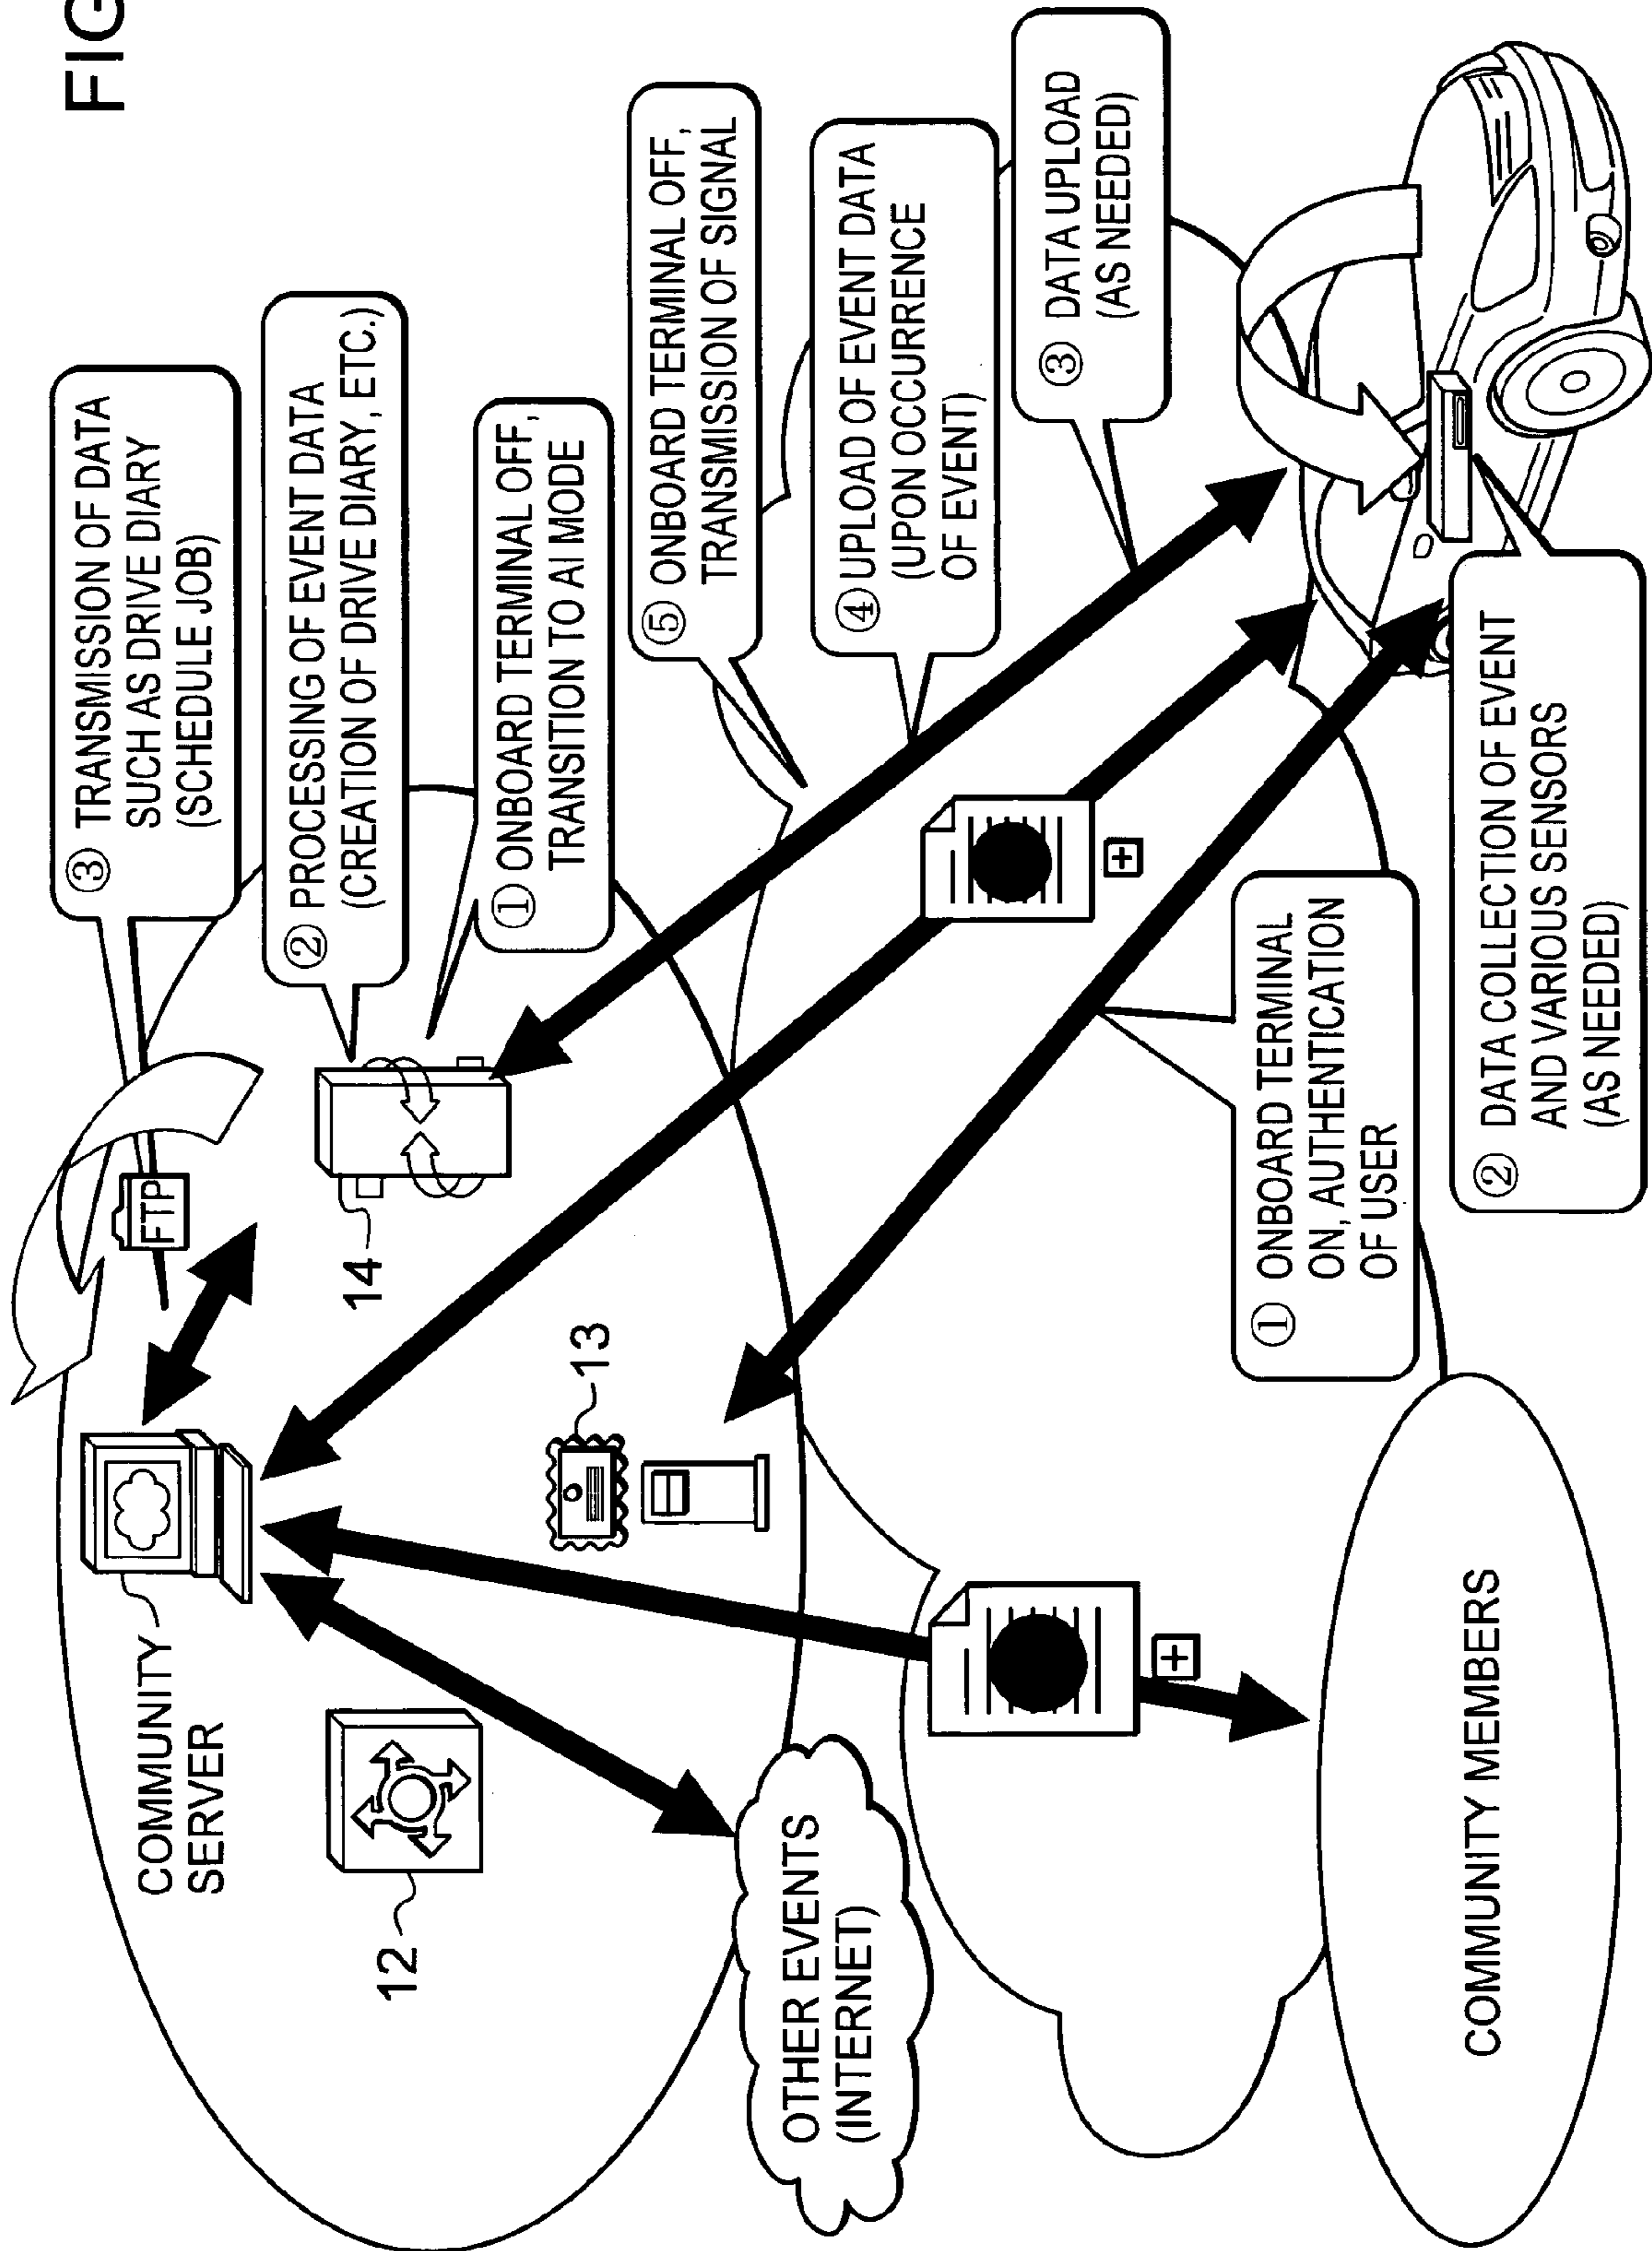 FIG
③ TRANSMISSION OF DATA
SUCH AS DRIVE DIARY
(SCHEDULE JOB)
② PROCESSING OF EVENT DATA
(CREATION OF DRIVE DIARY, ETC.)
① ONBOARD TERMINAL OFF,
TRANSITION TO AI MODE
⑤ ONBOARD TERMINAL OFF,
TRANSMISSION OF SIGNAL
④ UPLOAD OF EVENT DATA
(UPON OCCURRENCE
OF EVENT)
③ DATA UPLOAD
(AS NEEDED)
COMMUNITY
SERVER
FTP
12
13
14
OTHER EVENTS
(INTERNET)
① ONBOARD TERMINAL
ON, AUTHENTICATION
OF USER
② DATA COLLECTION OF EVENT
AND VARIOUS SENSORS
(AS NEEDED)
COMMUNITY MEMBERS